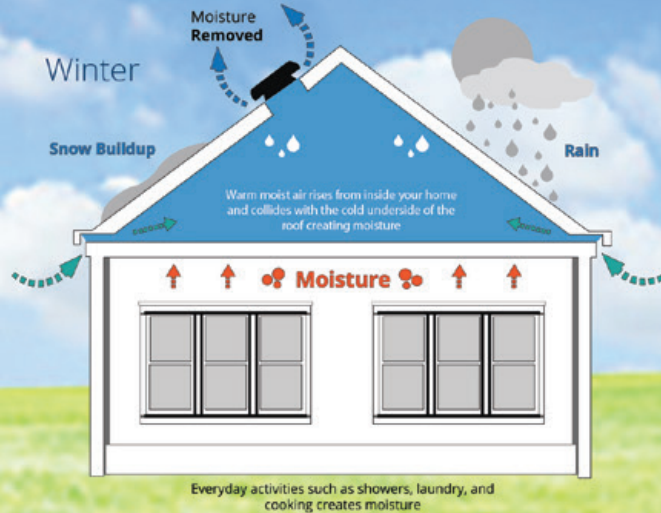 Moisture
Removed
Winter
Snow Buildup
Rain
Warm moist air rises from inside your home
and collides with the cold underside of the
roof creating moisture
Moisture
Everyday activities such as showers, laundry, and
cooking creates moisture